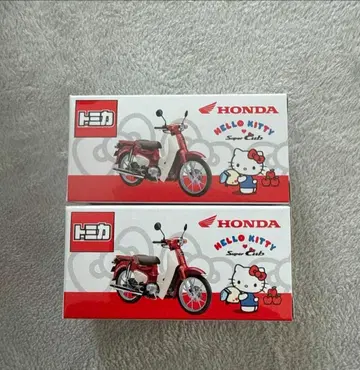 トミカ
HONDA
HELLO KITTY
Super Cub
トミカ
HONDA
HELLO KITTY
Super Cub